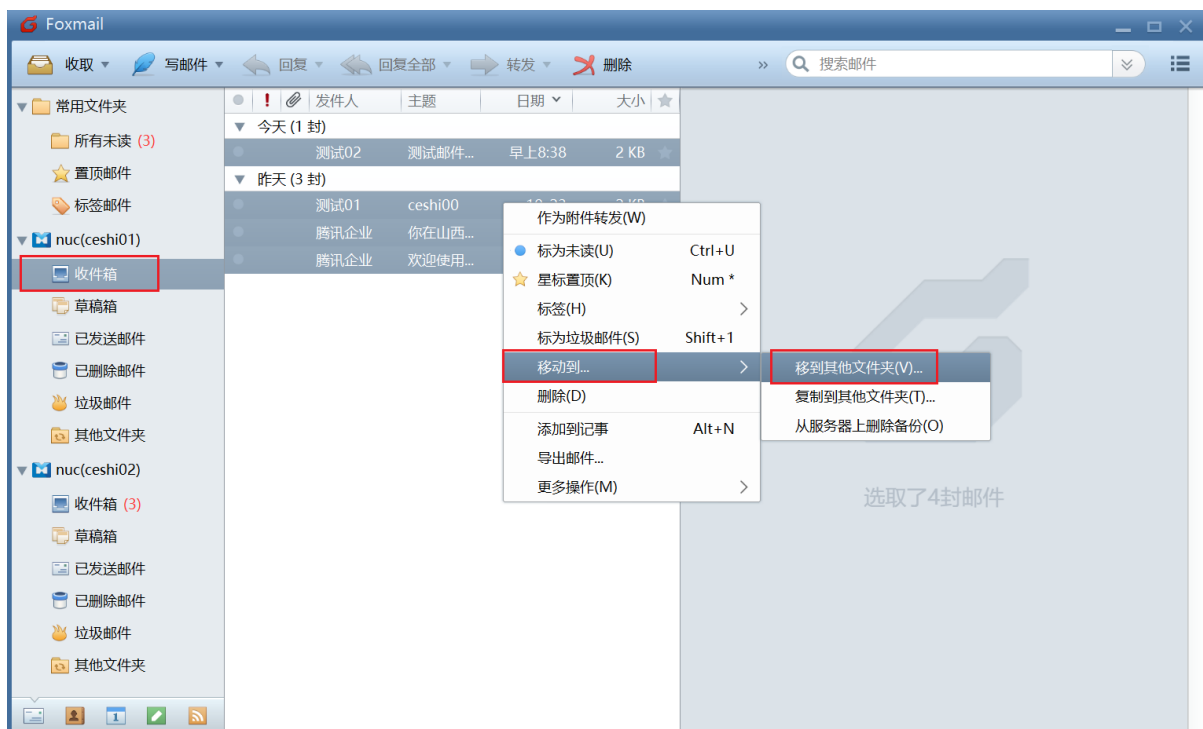 Foxmail
收取 写邮件 回复 回复全部 转发 删除 » 搜索邮件
常用文件夹
所有未读 (3)
置顶邮件
标签邮件
nuc(ceshi01)
收件箱
草稿箱
已发送邮件
已删除邮件
垃圾邮件
其他文件夹
nuc(ceshi02)
收件箱 (3)
草稿箱
已发送邮件
已删除邮件
垃圾邮件
其他文件夹
发件人 主题 日期 大小
今天 (1 封)
测试02 测试邮件... 早上8:38 2 KB
昨天 (3 封)
测试01 ceshi00
腾讯企业 你在山西...
腾讯企业 欢迎使用...
作为附件转发(W)
标为未读(U) Ctrl+U
星标置顶(K) Num *
标签(H)
标为垃圾邮件(S) Shift+1
移动到...
删除(D)
添加到记事 Alt+N
导出邮件...
更多操作(M)
移到其他文件夹(V)...
复制到其他文件夹(T)...
从服务器上删除备份(O)
选取了4封邮件
1